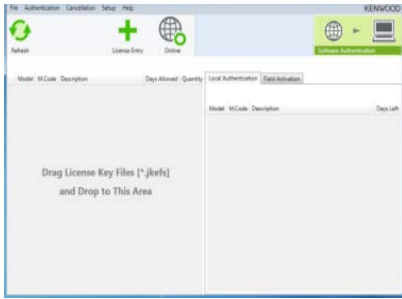 File Authentication Cancellation Setup Help
KENWOOD
Refresh
License Entry
Online
Software Authentication
Model M.Code Description Days Allowed Quantity
Local Authentication Field Activation
Model M.Code Description Days Left
Drag License Key Files [*.jkefs]
and Drop to This Area